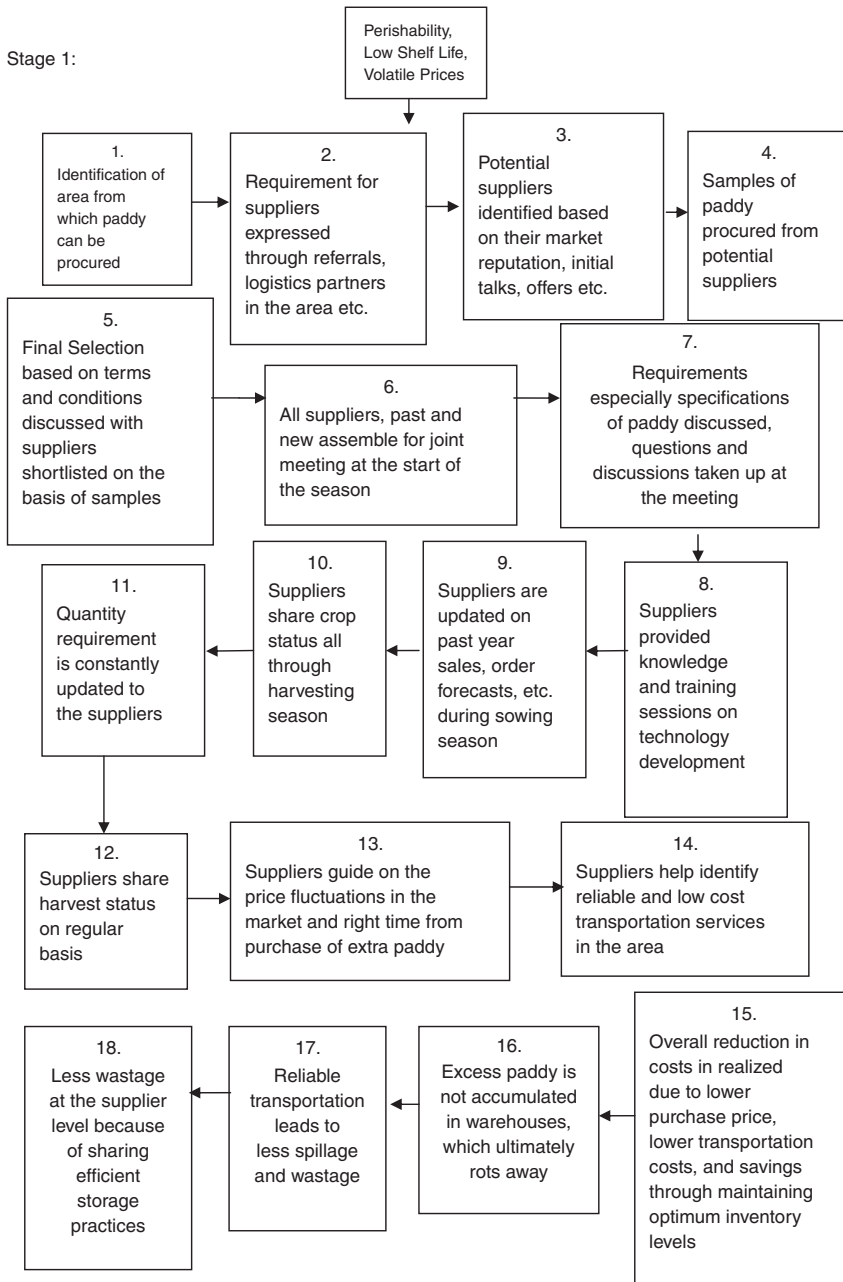 Stage 1:
Perishability,
Low Shelf Life,
Volatile Prices
1.
Identification of
area from
which paddy
can be
procured
2.
Requirement for
suppliers
expressed
through referrals,
logistics partners
in the area etc.
3.
Potential
suppliers
identified based
on their market
reputation, initial
talks, offers etc.
4.
Samples of
paddy
procured from
potential
suppliers
5.
Final Selection
based on terms
and conditions
discussed with
suppliers
shortlisted on the
basis of samples
6.
All suppliers, past and
new assemble for joint
meeting at the start of
the season
7.
Requirements
especially specifications
of paddy discussed,
questions and
discussions taken up at
the meeting
8.
Suppliers
provided
knowledge
and training
sessions on
technology
development
9.
Suppliers are
updated on
past year
sales, order
forecasts, etc.
during sowing
season
10.
Suppliers
share crop
status all
through
harvesting
season
11.
Quantity
requirement
is constantly
updated to
the suppliers
12.
Suppliers share
harvest status
on regular
basis
13.
Suppliers guide on the
price fluctuations in the
market and right time from
purchase of extra paddy
14.
Suppliers help identify
reliable and low cost
transportation services
in the area
15.
Overall reduction in
costs in realized
due to lower
purchase price,
lower transportation
costs, and savings
through maintaining
optimum inventory
levels
16.
Excess paddy is
not accumulated
in warehouses,
which ultimately
rots away
17.
Reliable
transportation
leads to
less spillage
and wastage
18.
Less wastage
at the supplier
level because
of sharing
efficient
storage
practices